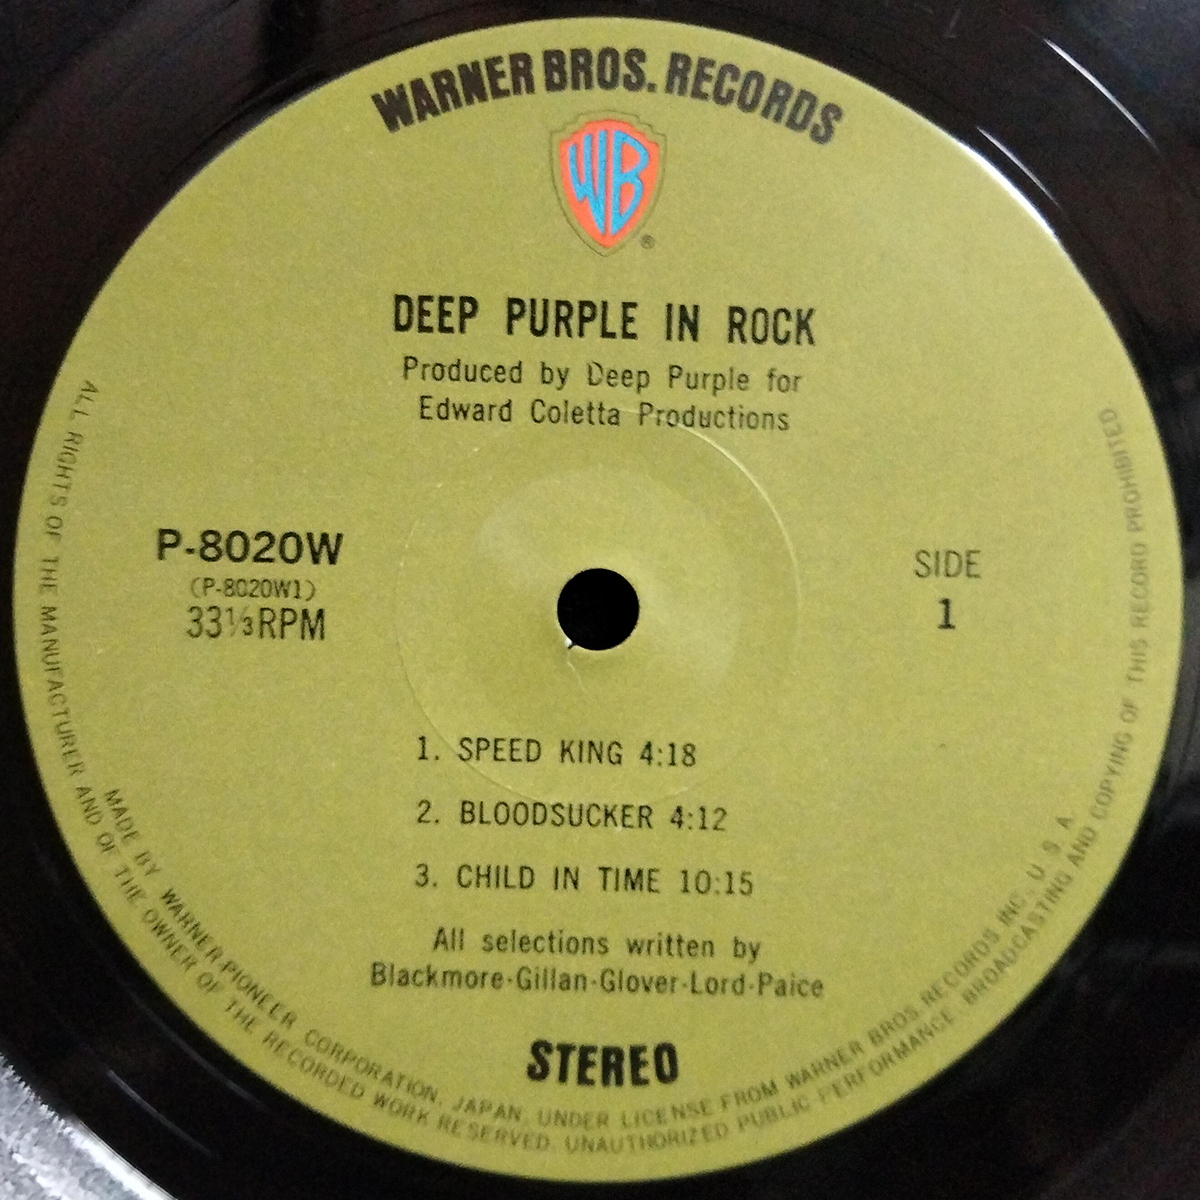 WARNER BROS. RECORDS
WB
®
DEEP PURPLE IN ROCK
Produced by Deep Purple for
Edward Coletta Productions
P-8020W
(P-8020W1)
33⅓RPM
SIDE
1
1. SPEED KING 4:18
2. BLOODSUCKER 4:12
3. CHILD IN TIME 10:15
All selections written by
Blackmore-Gillan-Glover-Lord-Paice
STEREO
MADE BY WARNER-PIONEER CORPORATION, JAPAN, UNDER LICENSE FROM WARNER BROS. RECORDS INC., U. S. A.
ALL RIGHTS OF THE MANUFACTURER AND OF THE OWNER OF THE RECORDED WORK RESERVED. UNAUTHORIZED PUBLIC PERFORMANCE BROADCASTING AND COPYING OF THIS RECORD PROHIBITED.